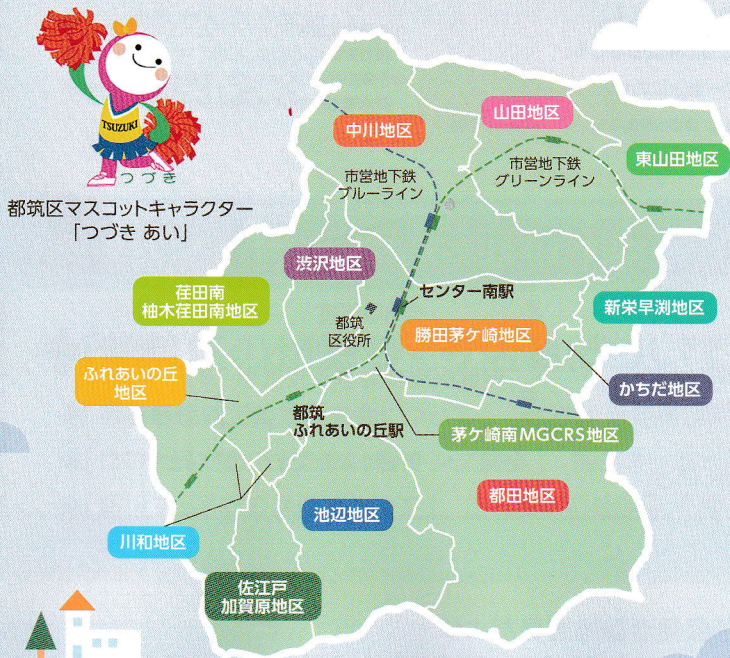 TSUZUKI
つづき
都筑区マスコットキャラクター
「つづき あい」
中川地区
山田地区
東山田地区
市営地下鉄
ブルーライン
市営地下鉄
グリーンライン
渋沢地区
荏田南
柚木荏田南地区
センター南駅
新栄早渕地区
都筑
区役所
勝田茅ケ崎地区
ふれあいの丘
地区
かちだ地区
都筑
ふれあいの丘駅
茅ケ崎南MGCRS地区
池辺地区
都田地区
川和地区
佐江戸
加賀原地区